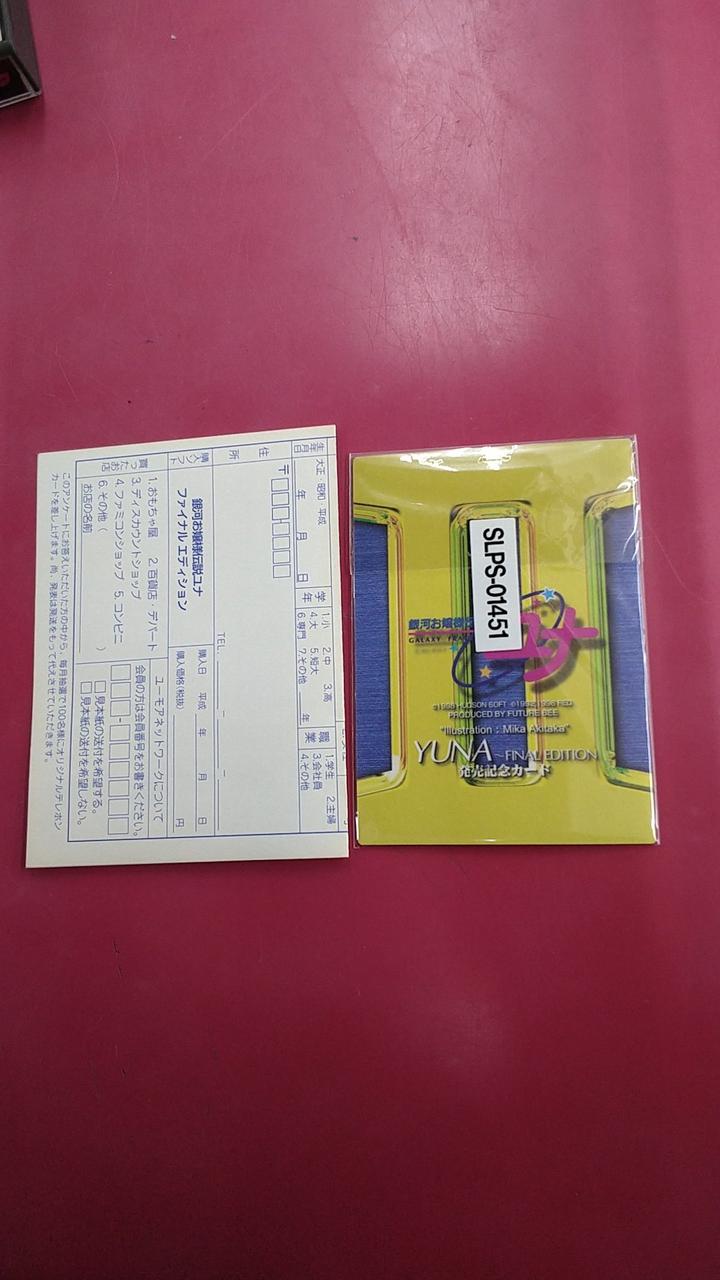 生年月日
大正 昭和 平成
年 月 日
学
1.小 2.中 3.高
4.大 5.短大
6.専門 7.その他
年
職業
1.学生 2.主婦
3.会社員
4.その他
住所
〒
TEL.
購入ソフト
銀河お嬢様伝説ユナ
ファイナル エディション
購入日 平成 年 月 日
購入価格(税抜) 円
買ったお店
1.おもちゃ屋 2.百貨店・デパート
3.ディスカウントショップ
4.ファミコンショップ 5.コンビニ
6.その他( )
お店の名前
ユーモアネットワークについて
会員の方は会員番号をお書きください。
見本紙の送付を希望する。
見本紙の送付を希望しない。
このアンケートにお答えいただいた方の中から、毎月抽選で100名様にオリジナルテレホン
カードを差し上げます。尚、発表は発送をもって代えさせていただきます。
SLPS-01451
銀河お嬢様
ユナ
GALAXY
©1998 HUDSON SOFT ©1992,1998 RED
PRODUCED BY FUTURE BEE
"Illustration : Mika Akitaka"
YUNA ~ FINAL EDITION
発売記念カード